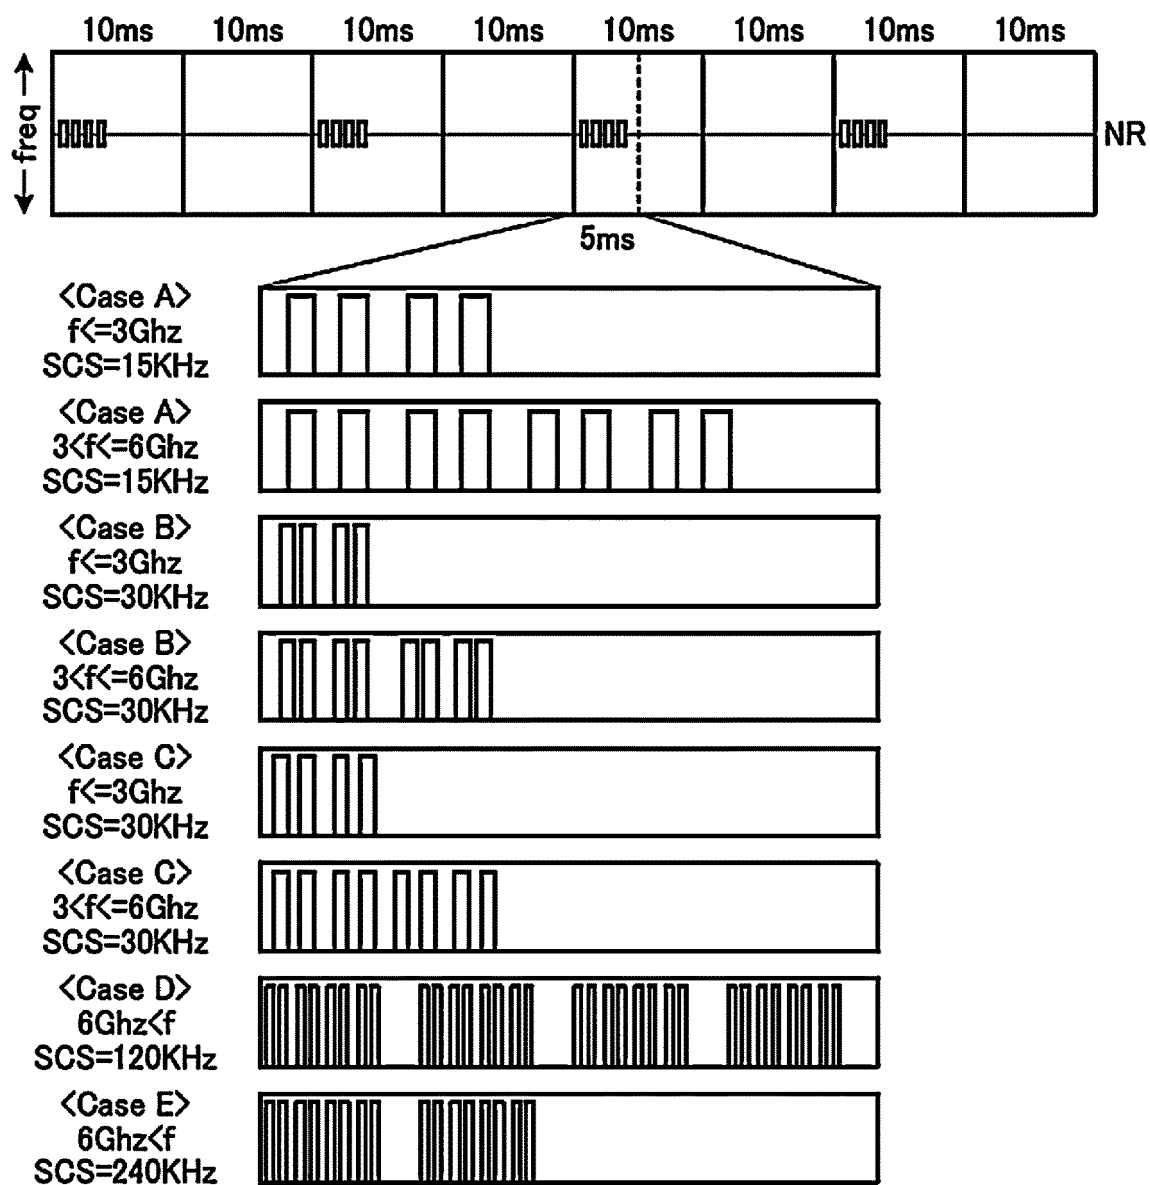 10ms 10ms 10ms 10ms 10ms 10ms 10ms 10ms
freq
NR
5ms
<Case A>
f<=3Ghz
SCS=15KHz
<Case A>
3<f<=6Ghz
SCS=15KHz
<Case B>
f<=3Ghz
SCS=30KHz
<Case B>
3<f<=6Ghz
SCS=30KHz
<Case C>
f<=3Ghz
SCS=30KHz
<Case C>
3<f<=6Ghz
SCS=30KHz
<Case D>
6Ghz<f
SCS=120KHz
<Case E>
6Ghz<f
SCS=240KHz